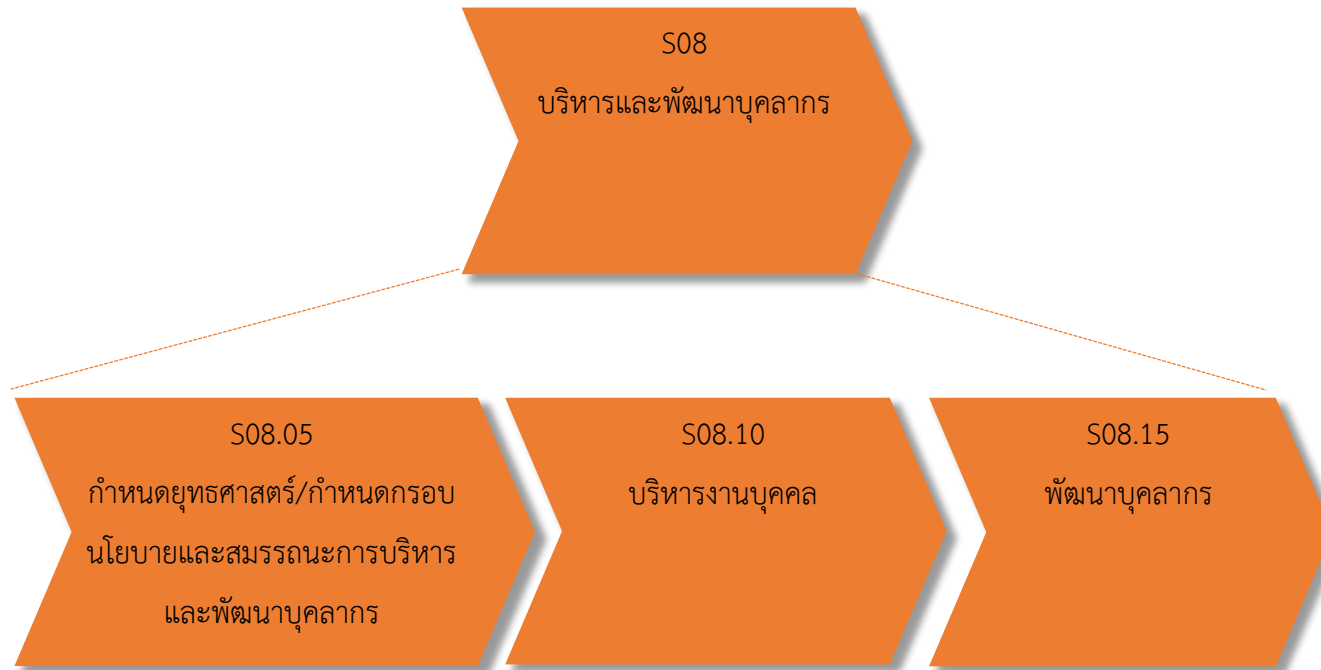 S08
บริหารและพัฒนาบุคลากร
S08.05
กำหนดยุทธศาสตร์/กำหนดกรอบ
นโยบายและสมรรถนะการบริหาร
และพัฒนาบุคลากร
S08.10
บริหารงานบุคคล
S08.15
พัฒนาบุคลากร